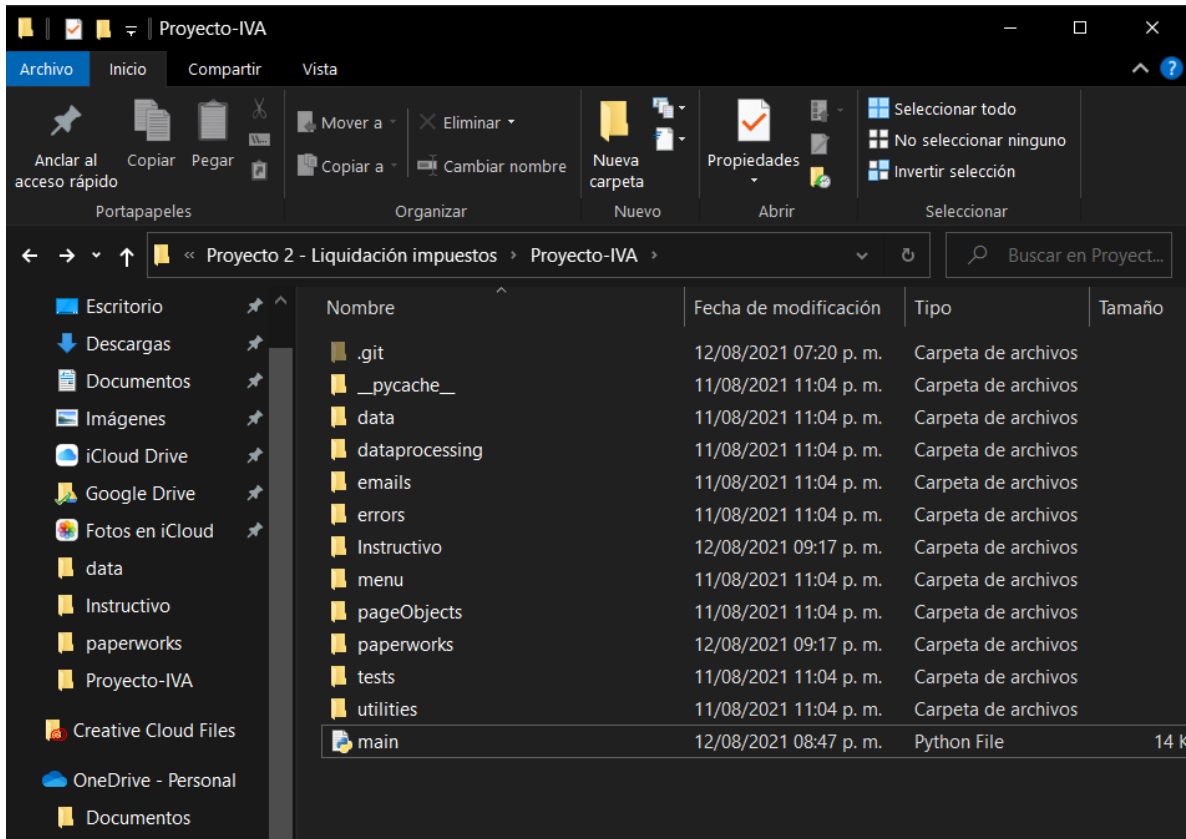 Proyecto-IVA
Archivo Inicio Compartir Vista ?
Anclar al acceso rápido
Copiar
Pegar
Mover a
Copiar a
Eliminar
Cambiar nombre
Nueva carpeta
Propiedades
Seleccionar todo
No seleccionar ninguno
Invertir selección
Portapapeles Organizar Nuevo Abrir Seleccionar
« Proyecto 2 - Liquidación impuestos › Proyecto-IVA ›
Buscar en Proyect...
Escritorio
Descargas
Documentos
Imágenes
iCloud Drive
Google Drive
Fotos en iCloud
data
Instructivo
paperworks
Proyecto-IVA
Creative Cloud Files
OneDrive - Personal
Documentos
Nombre Fecha de modificación Tipo Tamaño
.git 12/08/2021 07:20 p. m. Carpeta de archivos
__pycache__ 11/08/2021 11:04 p. m. Carpeta de archivos
data 11/08/2021 11:04 p. m. Carpeta de archivos
dataprocessing 11/08/2021 11:04 p. m. Carpeta de archivos
emails 11/08/2021 11:04 p. m. Carpeta de archivos
errors 11/08/2021 11:04 p. m. Carpeta de archivos
Instructivo 12/08/2021 09:17 p. m. Carpeta de archivos
menu 11/08/2021 11:04 p. m. Carpeta de archivos
pageObjects 11/08/2021 11:04 p. m. Carpeta de archivos
paperworks 12/08/2021 09:17 p. m. Carpeta de archivos
tests 11/08/2021 11:04 p. m. Carpeta de archivos
utilities 11/08/2021 11:04 p. m. Carpeta de archivos
main 12/08/2021 08:47 p. m. Python File 14 K